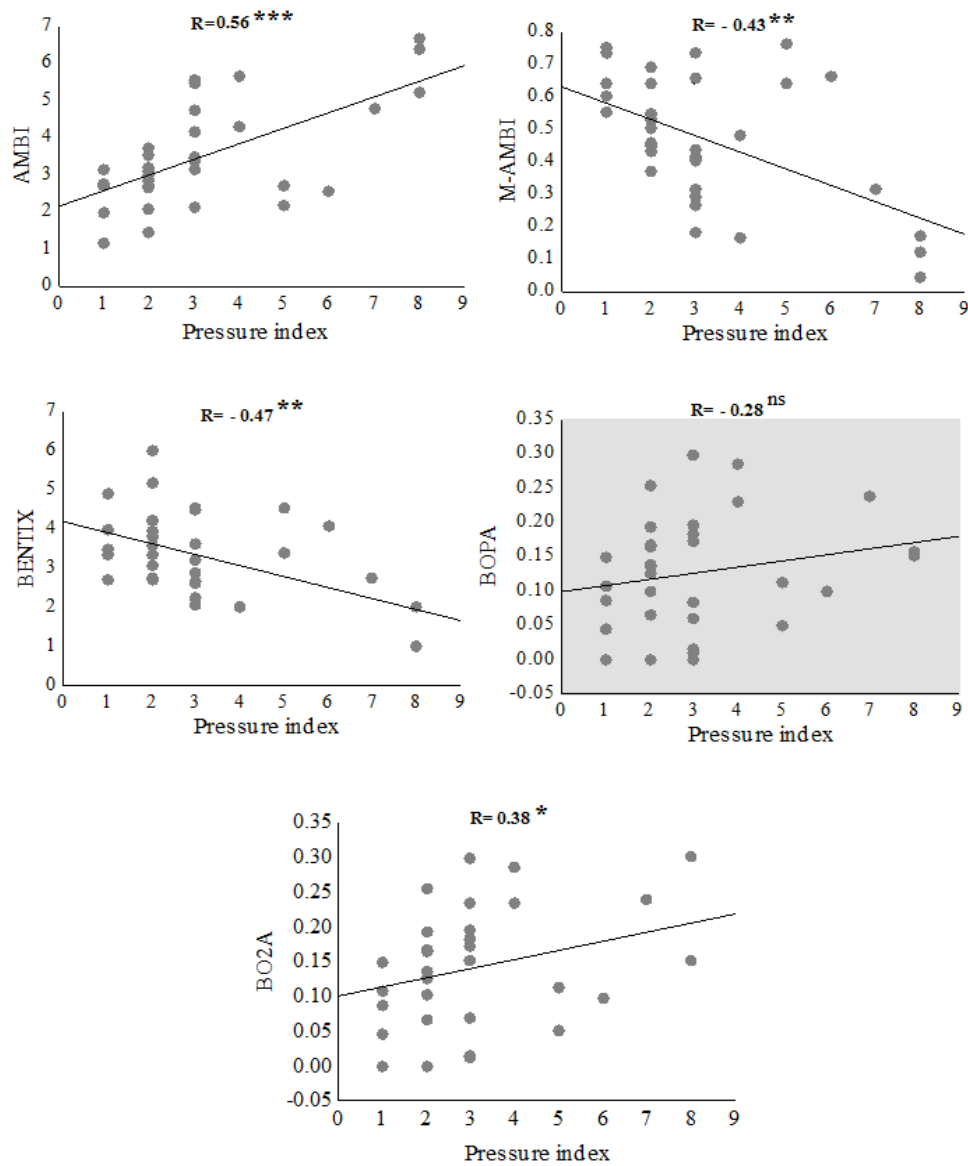 R=0.56 ***
7
6
5
4
3
2
1
0
AMBI
0 1 2 3 4 5 6 7 8 9
Pressure index
R= - 0.43 **
0.8
0.7
0.6
0.5
0.4
0.3
0.2
0.1
0.0
M-AMBI
0 1 2 3 4 5 6 7 8 9
Pressure index
R= - 0.47 **
7
6
5
4
3
2
1
0
BENTIX
0 1 2 3 4 5 6 7 8 9
Pressure index
R= - 0.28 ns
0.35
0.30
0.25
0.20
0.15
0.10
0.05
0.00
-0.05
BOPA
0 1 2 3 4 5 6 7 8 9
Pressure index
R= 0.38 *
0.35
0.30
0.25
0.20
0.15
0.10
0.05
0.00
-0.05
BO2A
0 1 2 3 4 5 6 7 8 9
Pressure index